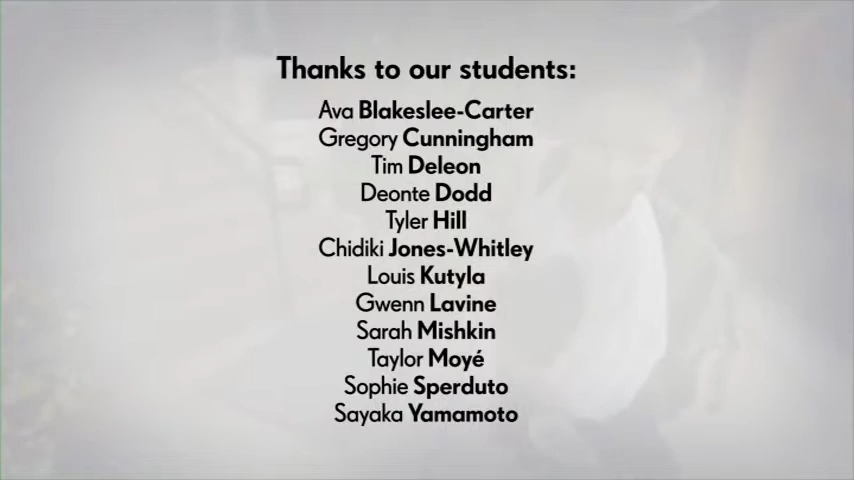 Thanks to our students:
Ava Blakeslee-Carter
Gregory Cunningham
Tim Deleon
Deonte Dodd
Tyler Hill
Chidiki Jones-Whitley
Louis Kutyla
Gwenn Lavine
Sarah Mishkin
Taylor Moyé
Sophie Sperduto
Sayaka Yamamoto